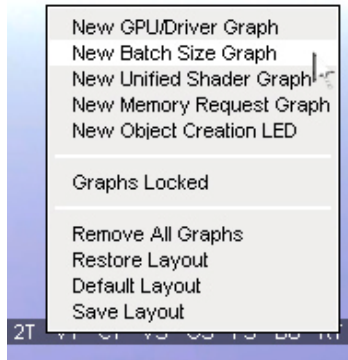 New GPU/Driver Graph
New Batch Size Graph
New Unified Shader Graph
New Memory Request Graph
New Object Creation LED
Graphs Locked
Remove All Graphs
Restore Layout
Default Layout
Save Layout
2T